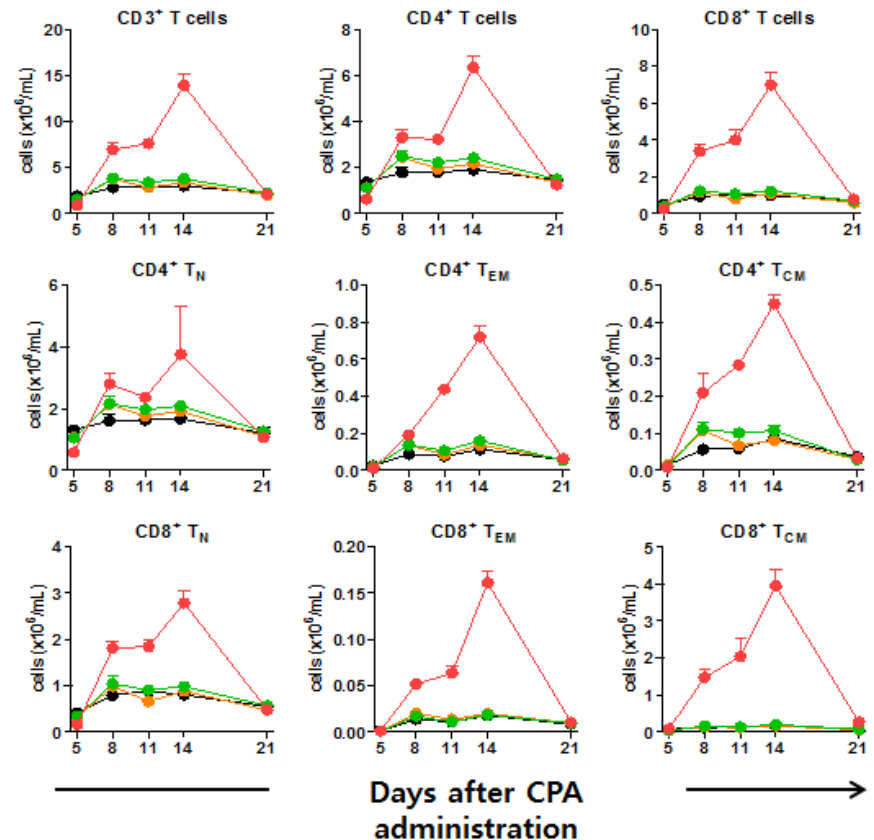 CD3⁺ T cells CD4⁺ T cells CD8⁺ T cells
cells (x10⁶/mL)
20
15
10
5
0
5 8 11 14 21
cells (x10⁶/mL)
8
6
4
2
0
5 8 11 14 21
cells (x10⁶/mL)
10
8
6
4
2
0
5 8 11 14 21
CD4⁺ T_N CD4⁺ T_EM CD4⁺ T_CM
cells (x10⁶/mL)
6
4
2
0
5 8 11 14 21
cells (x10⁶/mL)
1.0
0.8
0.6
0.4
0.2
0.0
5 8 11 14 21
cells (x10⁶/mL)
0.5
0.4
0.3
0.2
0.1
0.0
5 8 11 14 21
CD8⁺ T_N CD8⁺ T_EM CD8⁺ T_CM
cells (x10⁶/mL)
4
3
2
1
0
5 8 11 14 21
cells (x10⁶/mL)
0.20
0.15
0.10
0.05
0.00
5 8 11 14 21
cells (x10⁶/mL)
5
4
3
2
1
0
5 8 11 14 21
Days after CPA
administration